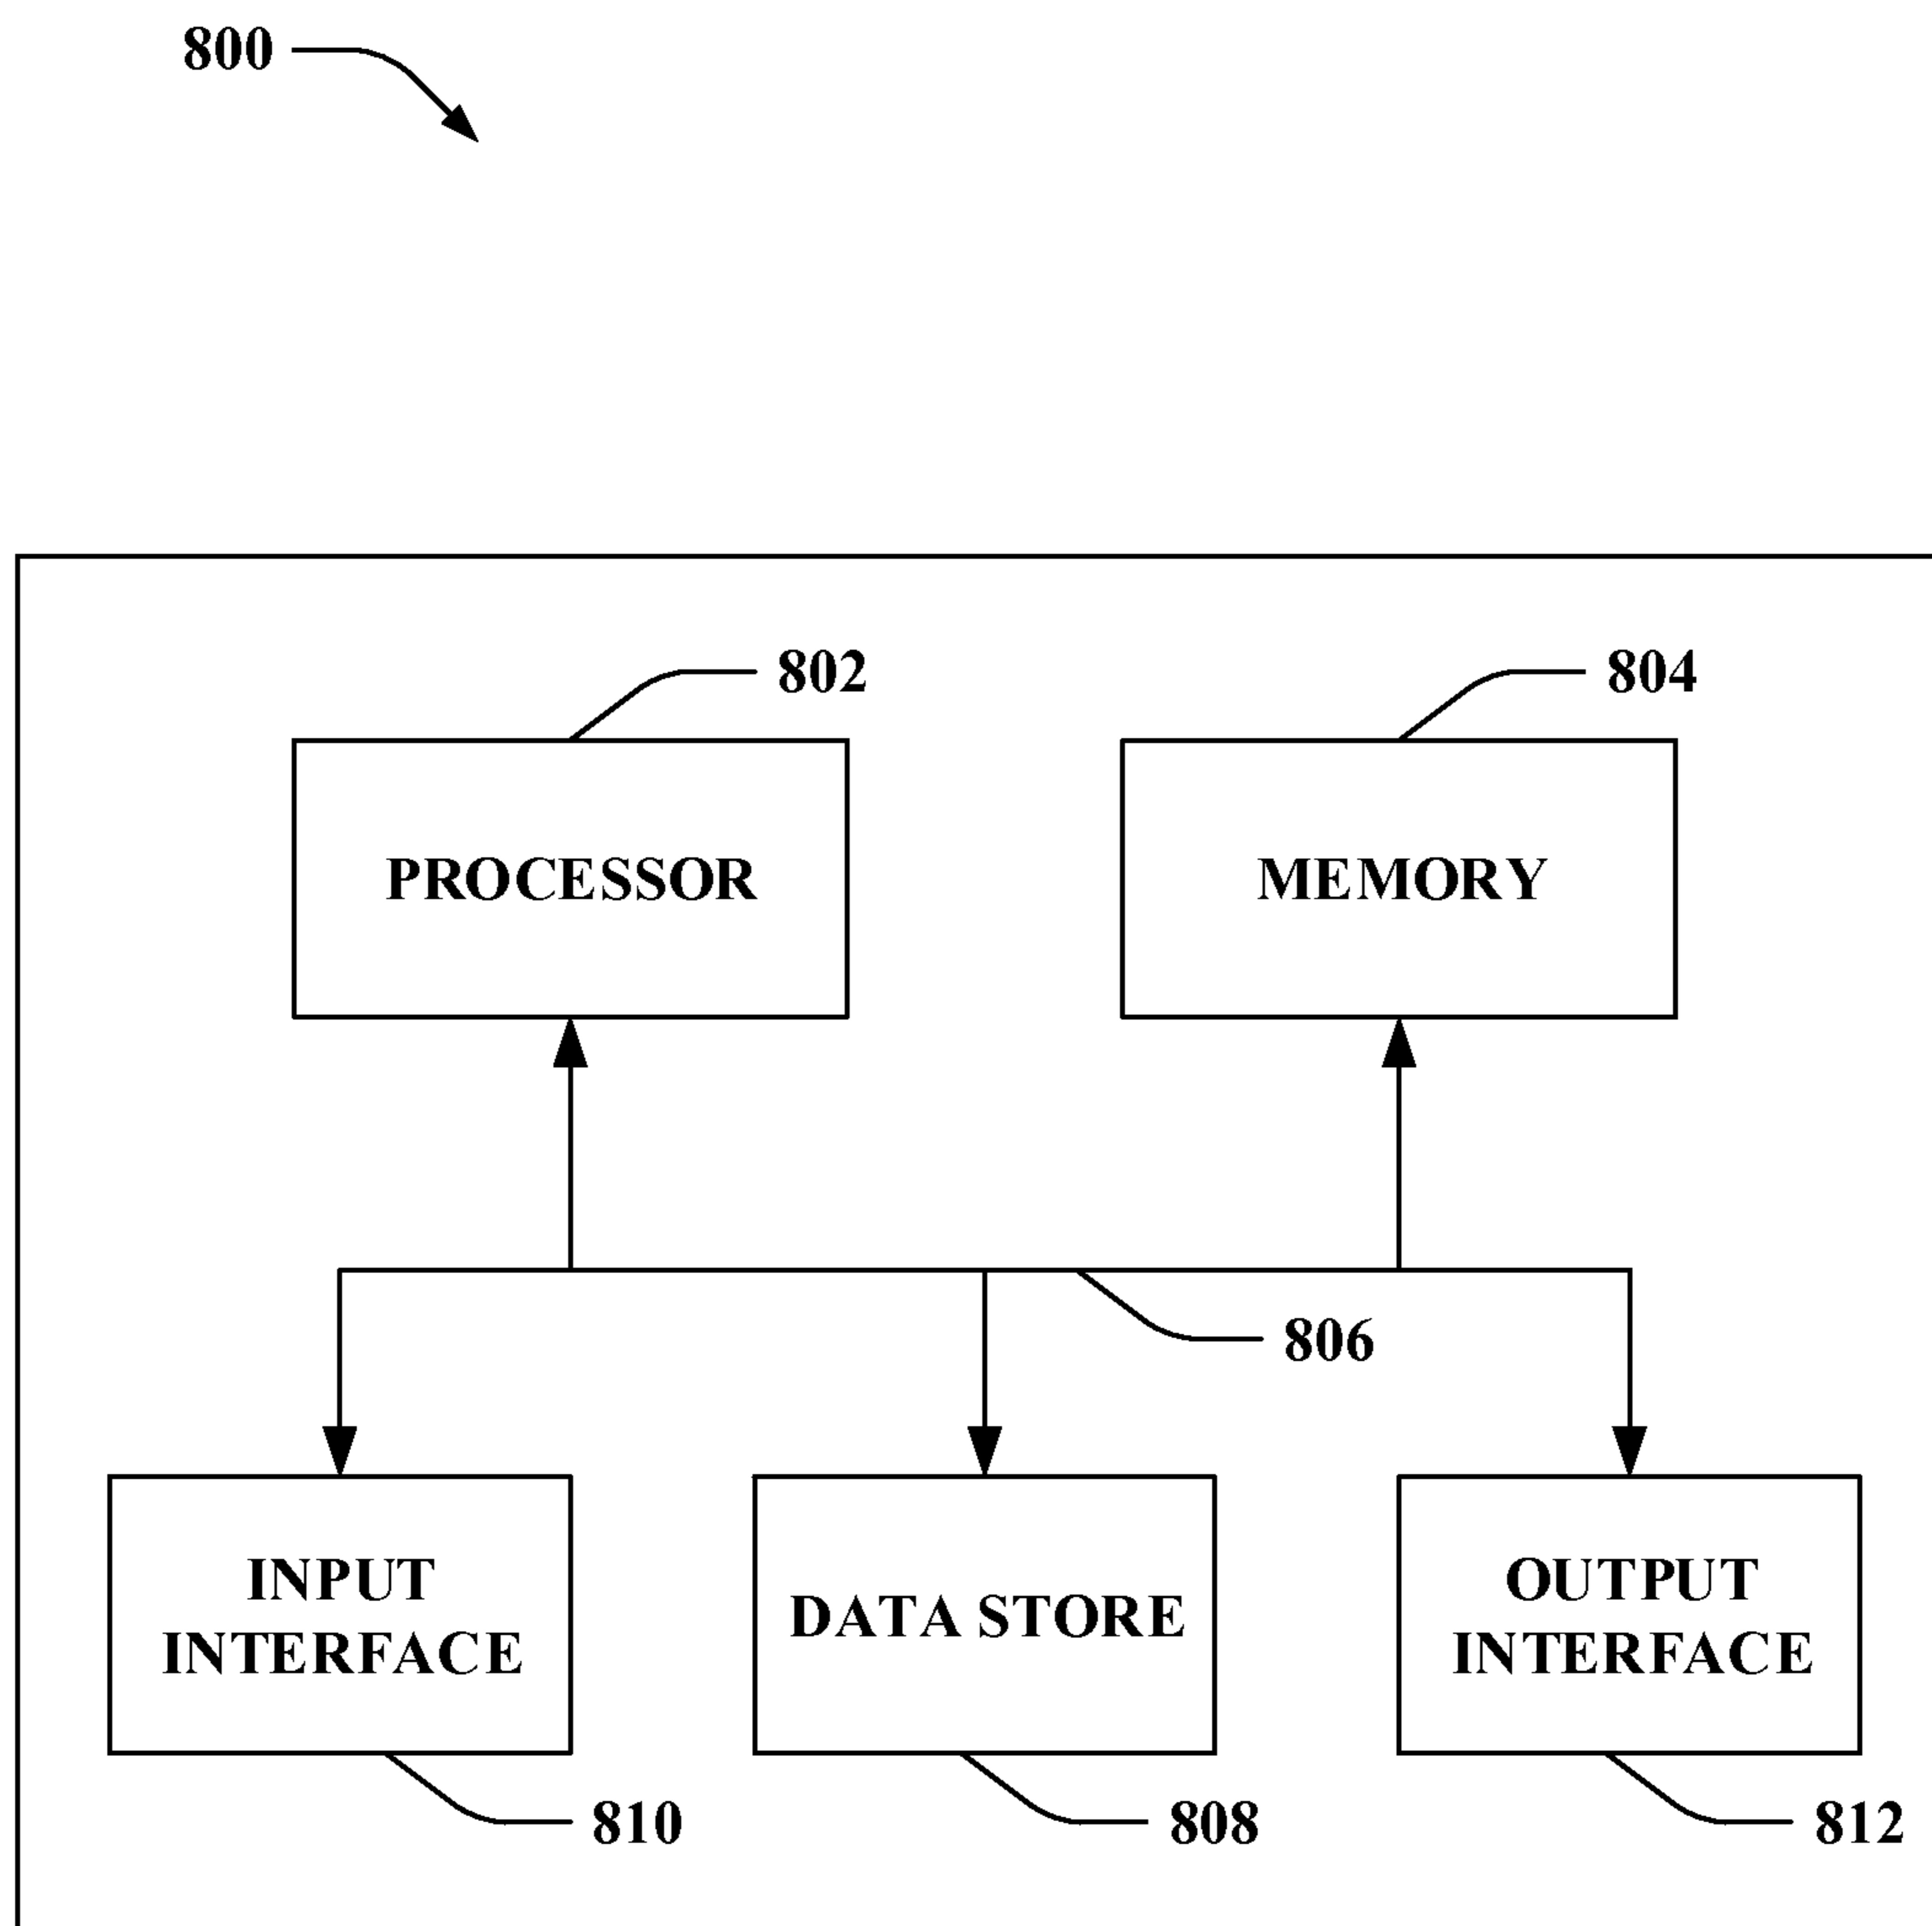 800
802
804
PROCESSOR
MEMORY
806
INPUT
INTERFACE
DATA STORE
OUTPUT
INTERFACE
810
808
812